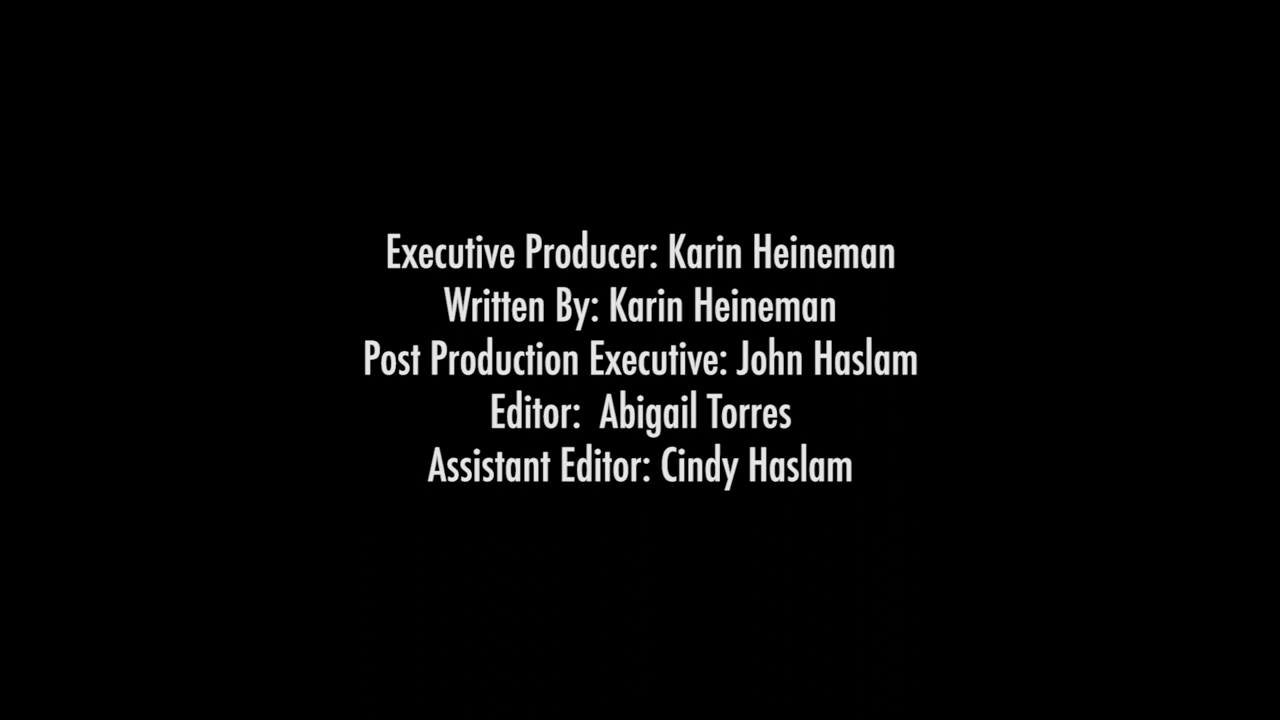 Executive Producer: Karin Heineman
Written By: Karin Heineman
Post Production Executive: John Haslam
Editor:  Abigail Torres
Assistant Editor: Cindy Haslam